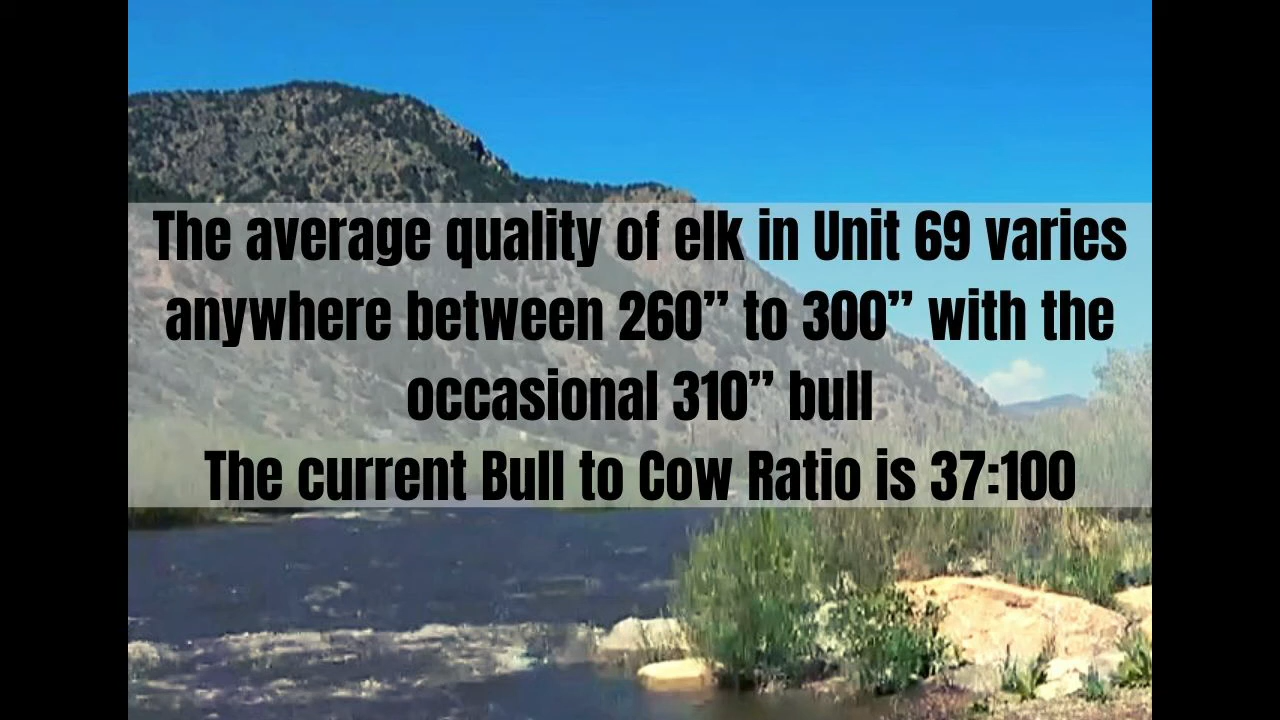 The average quality of elk in Unit 69 varies
anywhere between 260” to 300” with the
occasional 310” bull
The current Bull to Cow Ratio is 37:100